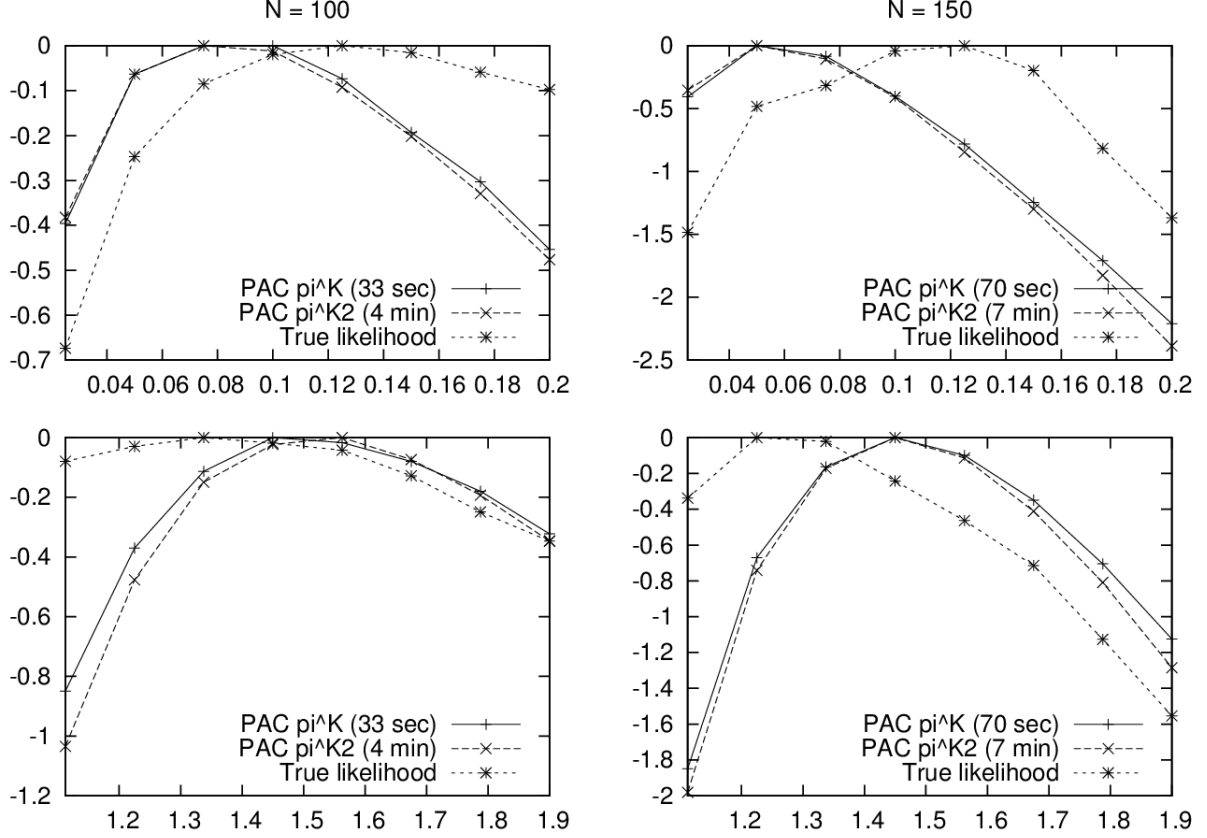 N = 100
N = 150
0
-0.1
-0.2
-0.3
-0.4
-0.5
-0.6
-0.7
PAC pi^K (33 sec)
PAC pi^K2 (4 min)
True likelihood
0.04 0.06 0.08 0.1 0.12 0.14 0.16 0.18 0.2
0
-0.5
-1
-1.5
-2
-2.5
PAC pi^K (70 sec)
PAC pi^K2 (7 min)
True likelihood
0.04 0.06 0.08 0.1 0.12 0.14 0.16 0.18 0.2
0
-0.2
-0.4
-0.6
-0.8
-1
-1.2
PAC pi^K (33 sec)
PAC pi^K2 (4 min)
True likelihood
1.2 1.3 1.4 1.5 1.6 1.7 1.8 1.9
0
-0.2
-0.4
-0.6
-0.8
-1
-1.2
-1.4
-1.6
-1.8
-2
PAC pi^K (70 sec)
PAC pi^K2 (7 min)
True likelihood
1.2 1.3 1.4 1.5 1.6 1.7 1.8 1.9